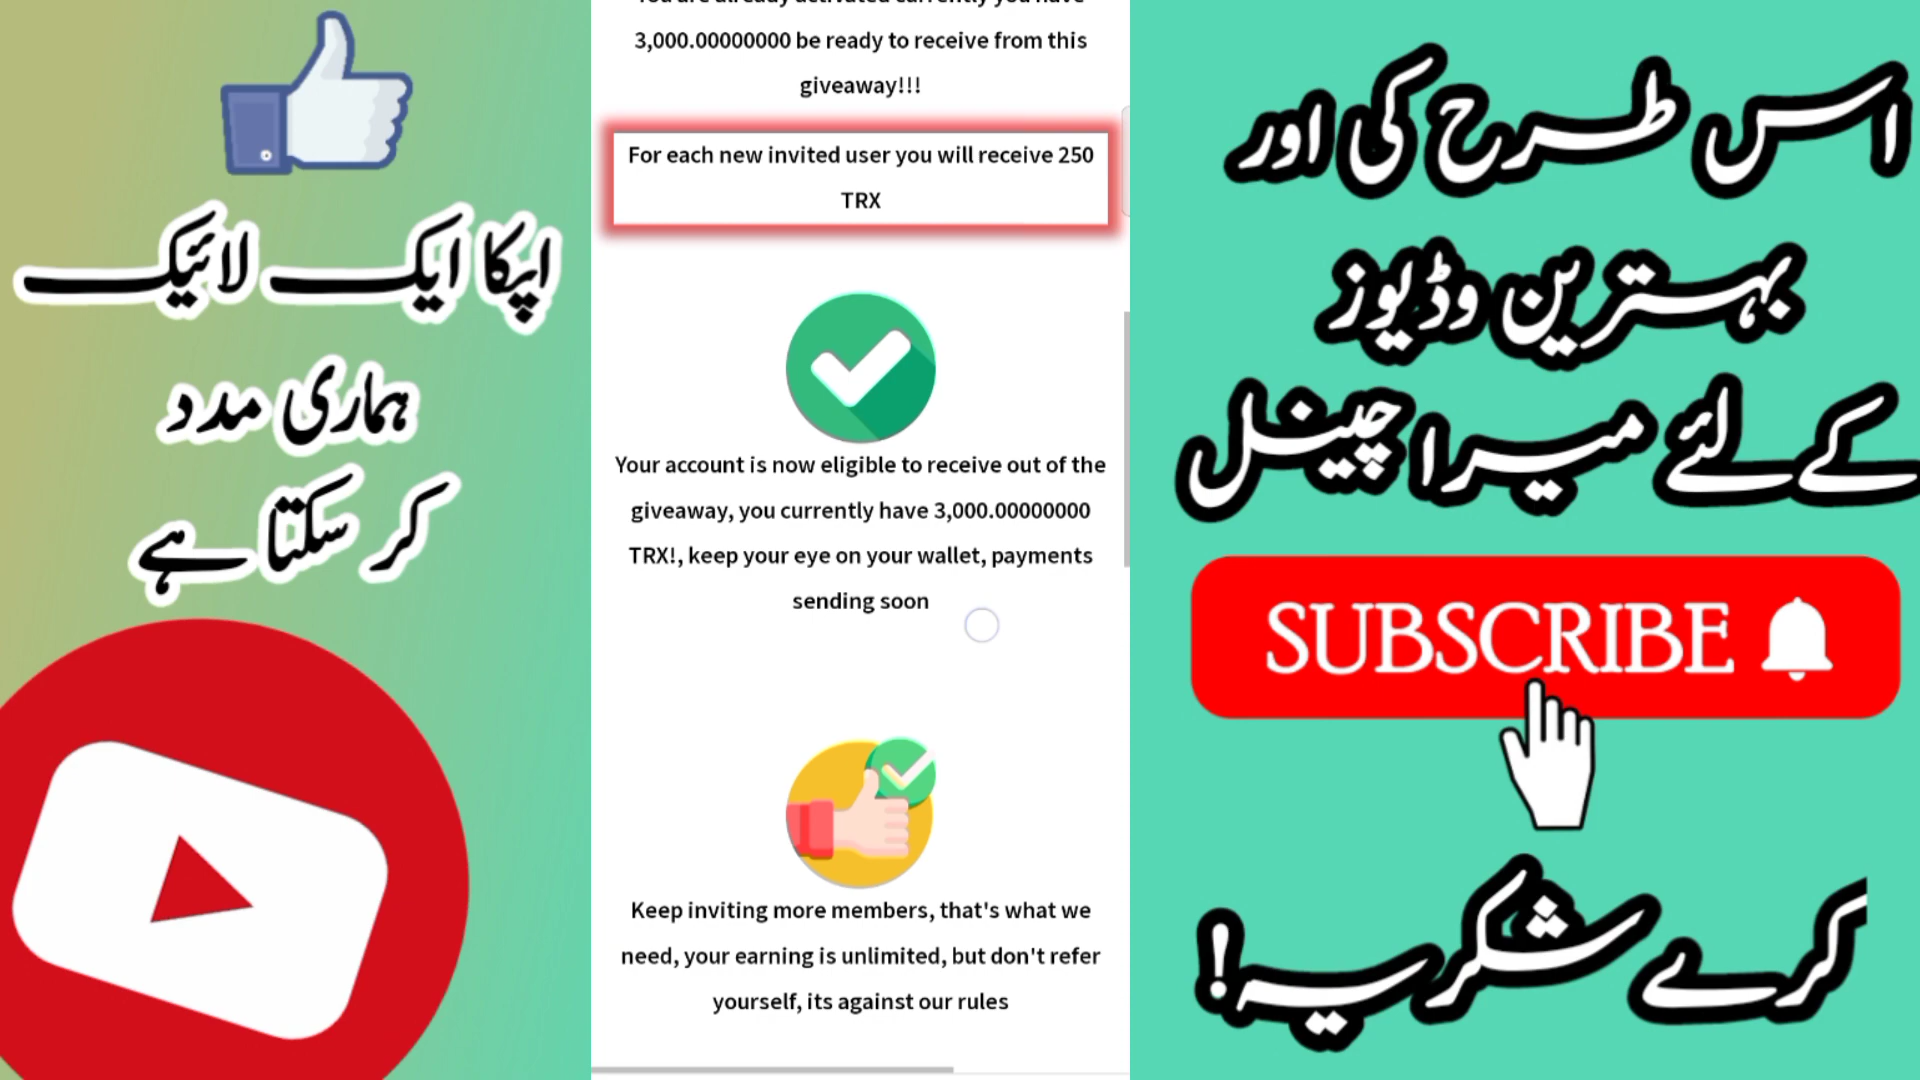 اپکا ایک لائیک
ہماری مدد
کر سکتا ہے
3,000.00000000 be ready to receive from this
giveaway!!!
For each new invited user you will receive 250
TRX
Your account is now eligible to receive out of the
giveaway, you currently have 3,000.00000000
TRX!, keep your eye on your wallet, payments
sending soon
Keep inviting more members, that's what we
need, your earning is unlimited, but don't refer
yourself, its against our rules
اس طرح کی اور
بہترین وڈیوز
کے لئے میرا چینل
SUBSCRIBE
کرے شکریہ!